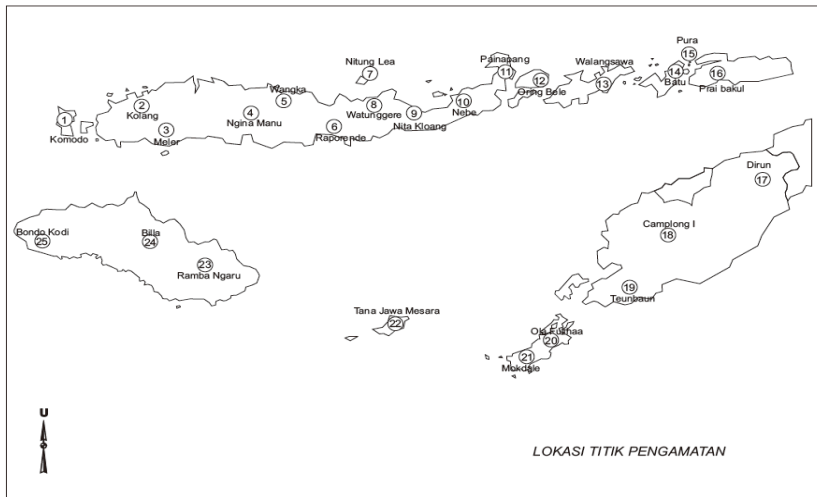 Pura
15
Painapang
Nitung Lea
Walangsawa
11
7
12
14
16
Batu
Wangka
13
Oring Bele
Prai bakul
5
2
8
10
Kolang
4
Watunggere
9
Nebe
1
3
Ngina Manu
6
Nita Kloang
Komodo
Meler
Raporende
Dirun
17
Camplong I
18
Bondo Kodi
Billa
25
24
23
Ramba Ngaru
19
Teunbaun
Tana Jawa Mesara
22
20
21
Mokdale
U
LOKASI TITIK PENGAMATAN